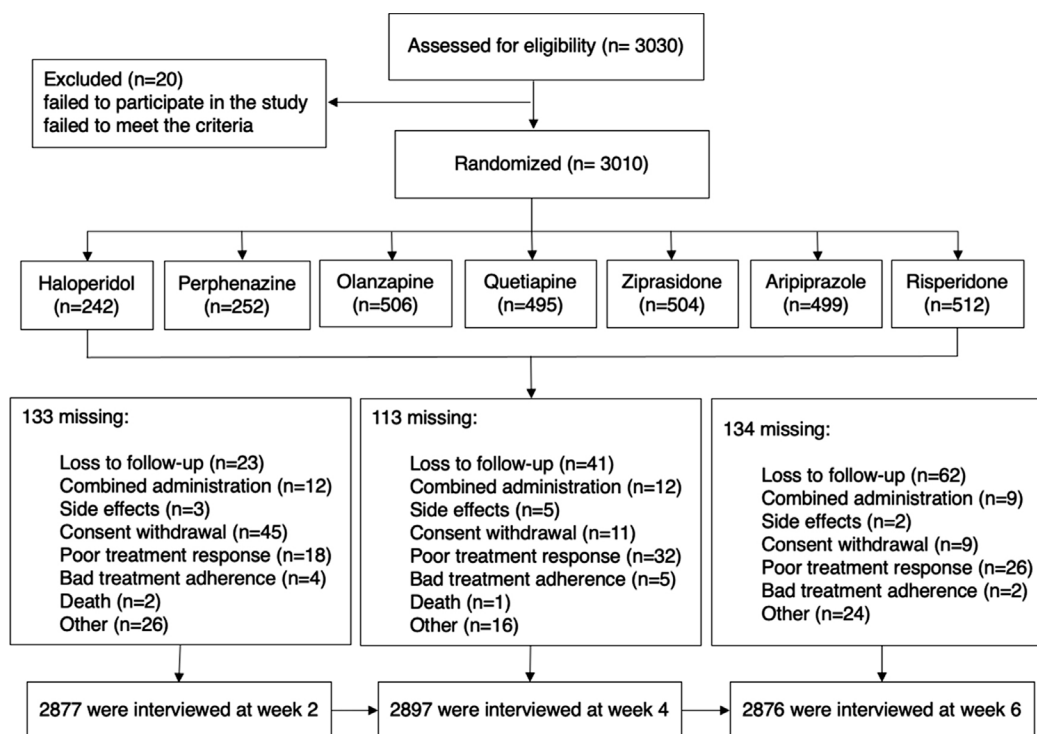 Assessed for eligibility (n= 3030)
Excluded (n=20)
failed to participate in the study
failed to meet the criteria
Randomized (n= 3010)
Haloperidol
(n=242)
Perphenazine
(n=252)
Olanzapine
(n=506)
Quetiapine
(n=495)
Ziprasidone
(n=504)
Aripiprazole
(n=499)
Risperidone
(n=512)
133 missing:
Loss to follow-up (n=23)
Combined administration (n=12)
Side effects (n=3)
Consent withdrawal (n=45)
Poor treatment response (n=18)
Bad treatment adherence (n=4)
Death (n=2)
Other (n=26)
113 missing:
Loss to follow-up (n=41)
Combined administration (n=12)
Side effects (n=5)
Consent withdrawal (n=11)
Poor treatment response (n=32)
Bad treatment adherence (n=5)
Death (n=1)
Other (n=16)
134 missing:
Loss to follow-up (n=62)
Combined administration (n=9)
Side effects (n=2)
Consent withdrawal (n=9)
Poor treatment response (n=26)
Bad treatment adherence (n=2)
Other (n=24)
2877 were interviewed at week 2
2897 were interviewed at week 4
2876 were interviewed at week 6